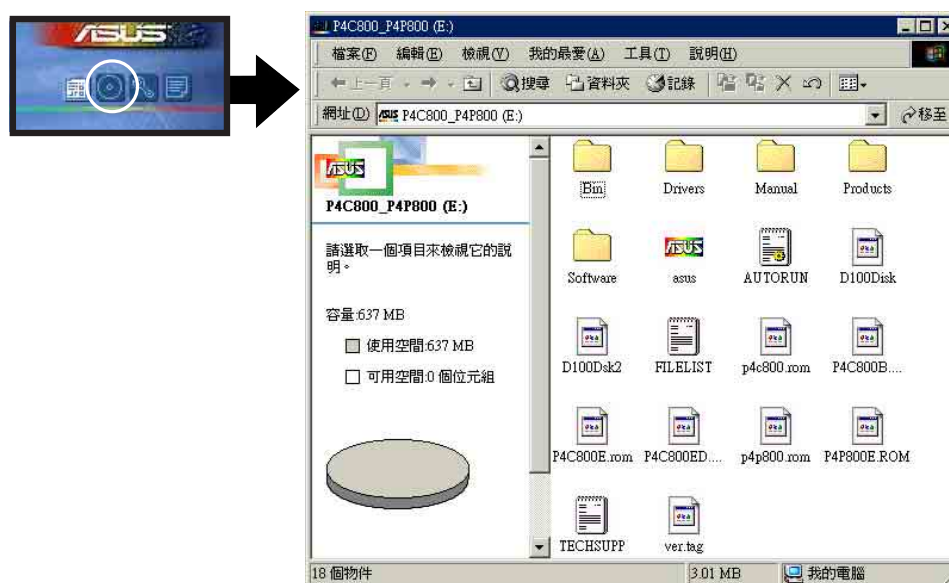 ASUS
P4C800_P4P800 (E:)
檔案(F) 編輯(E) 檢視(V) 我的最愛(A) 工具(T) 說明(H)
上一頁 搜尋 資料夾 記錄
網址(D) P4C800_P4P800 (E:) 移至
ASUS
P4C800_P4P800 (E:)
請選取一個項目來檢視它的說
明。
容量:637 MB
使用空間:637 MB
可用空間:0 個位元組
Bin Drivers Manual Products
Software asus AUTORUN D100Disk
D100Dsk2 FILELIST p4c800.rom P4C800B....
P4C800E.rom P4C800ED.... p4p800.rom P4P800E.ROM
TECHSUPP ver.tag
18 個物件 3.01 MB 我的電腦